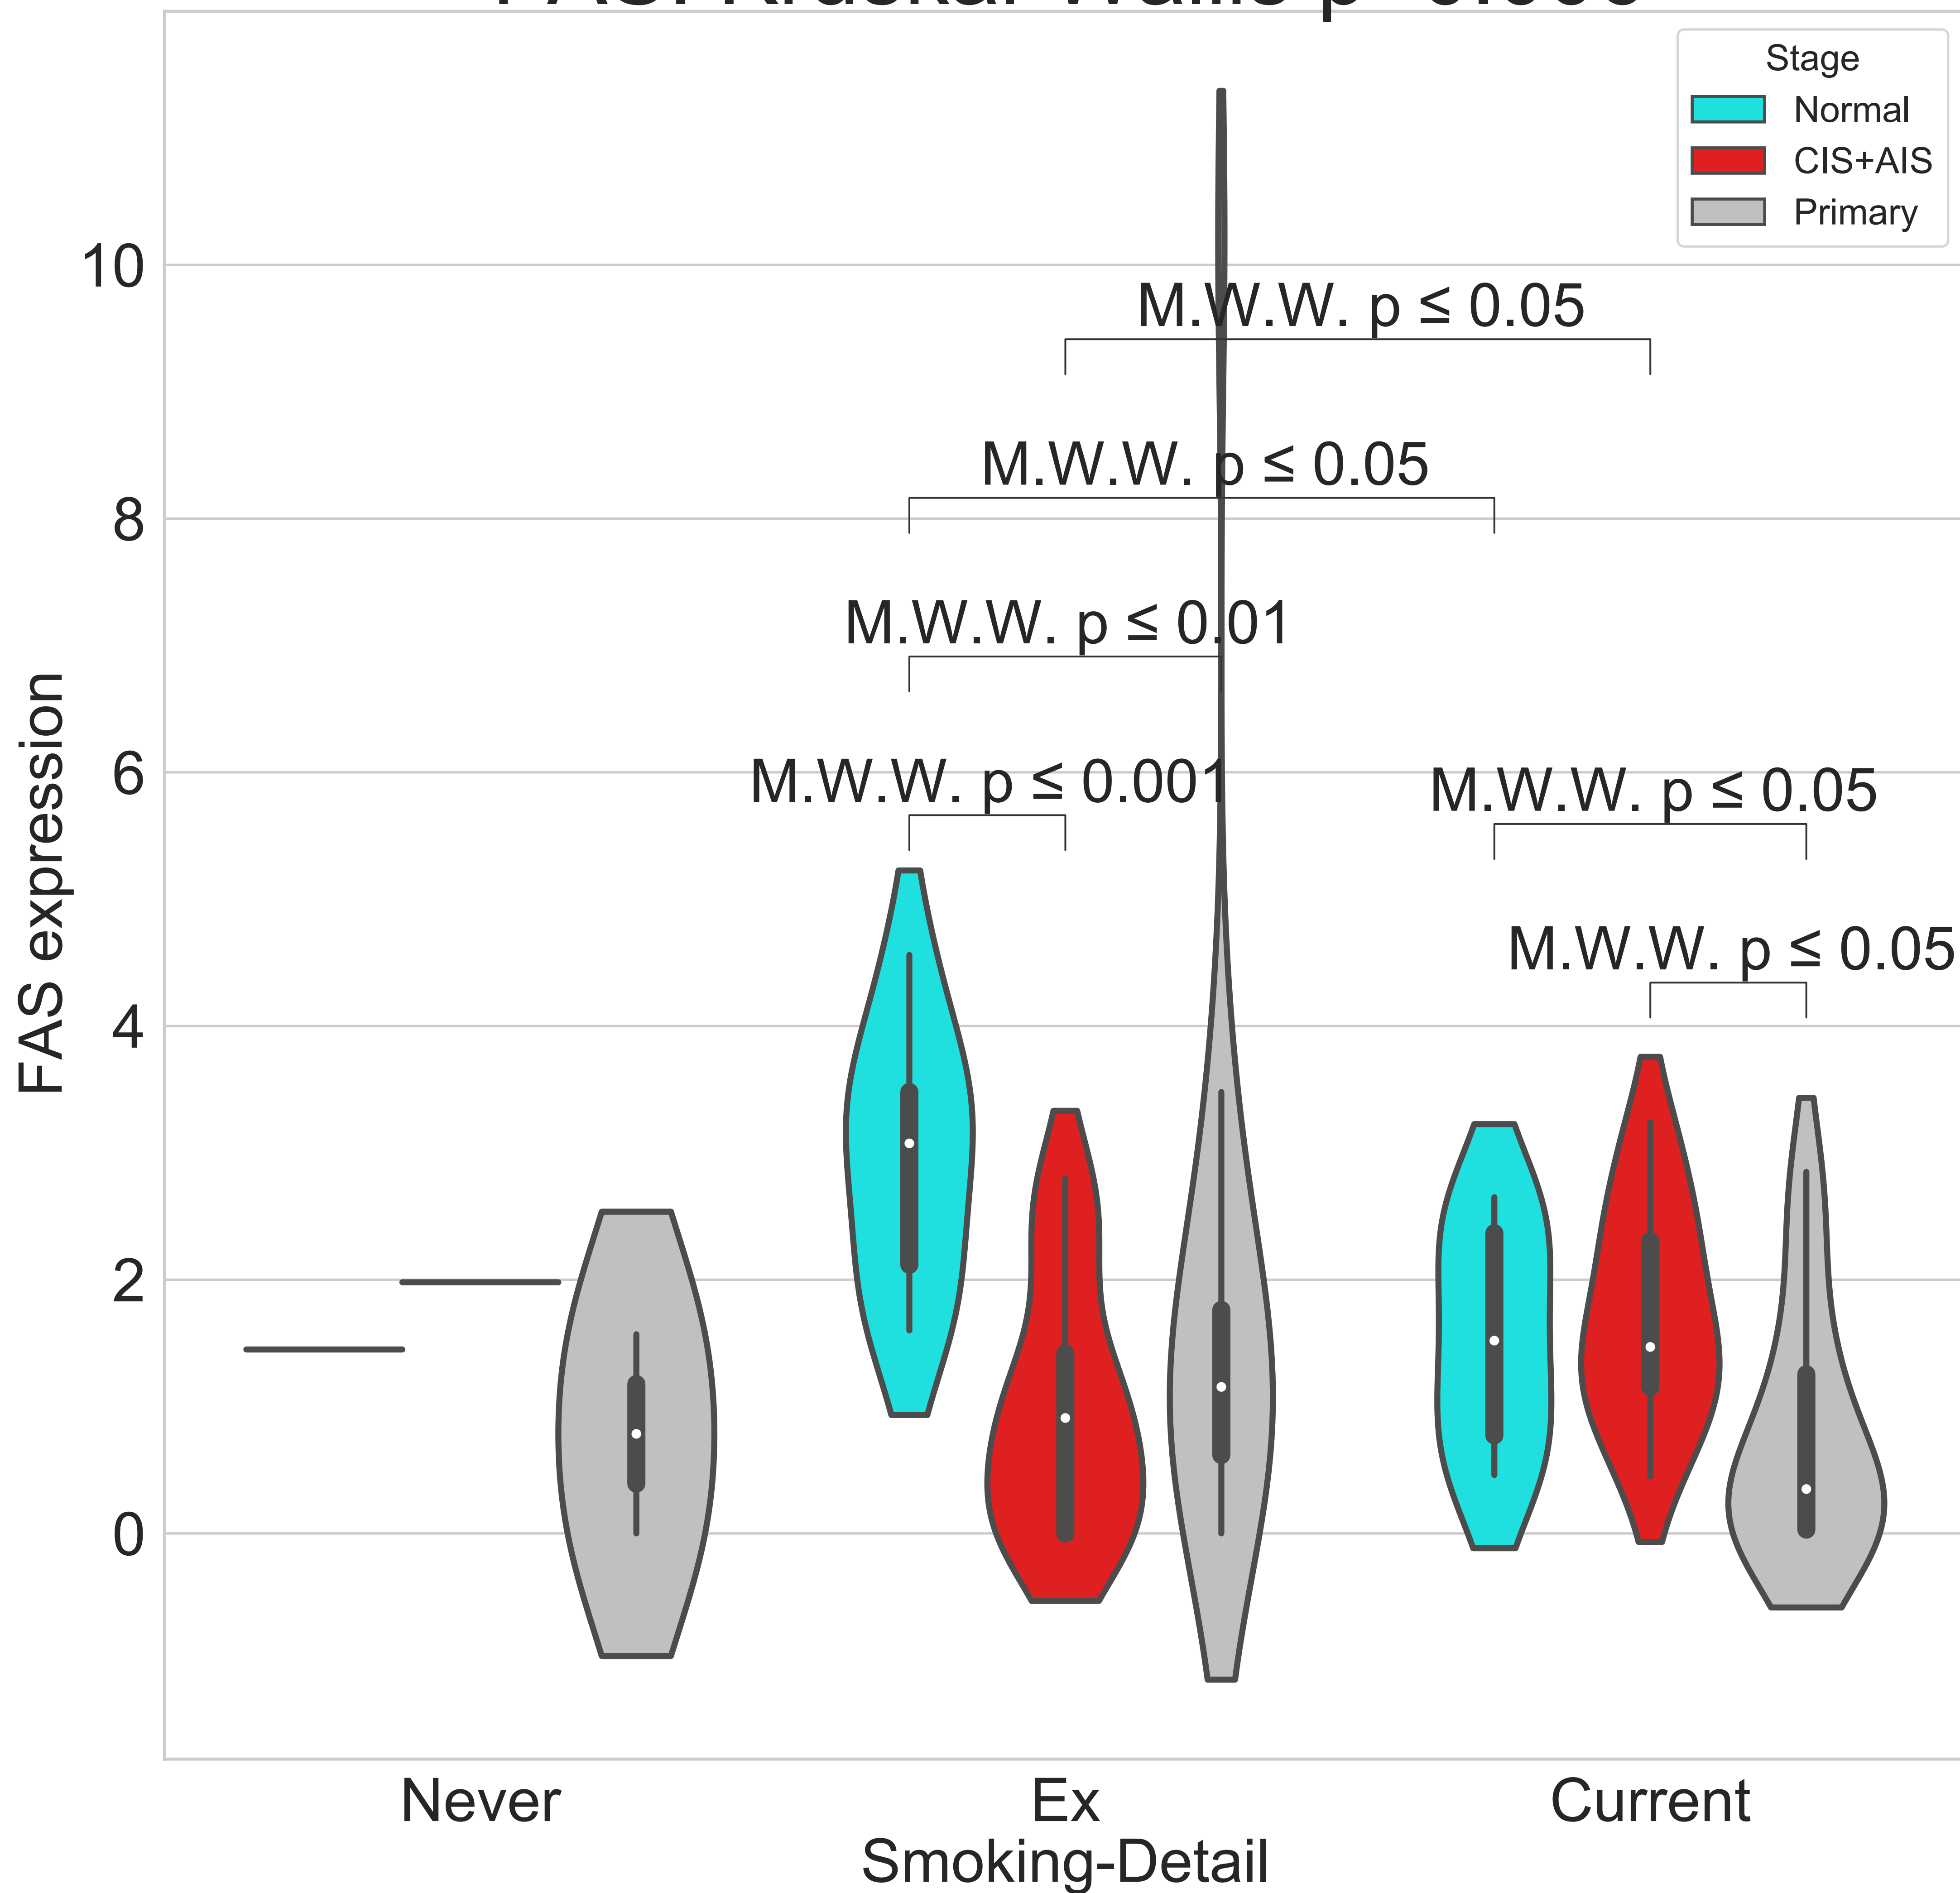 Stage
Normal
CIS+AIS
Primary
10
8
6
4
2
0
FAS expression
M.W.W. p ≤ 0.05
M.W.W. p ≤ 0.05
M.W.W. p ≤ 0.01
M.W.W. p ≤ 0.001
M.W.W. p ≤ 0.05
M.W.W. p ≤ 0.05
Never
Ex
Current
Smoking-Detail